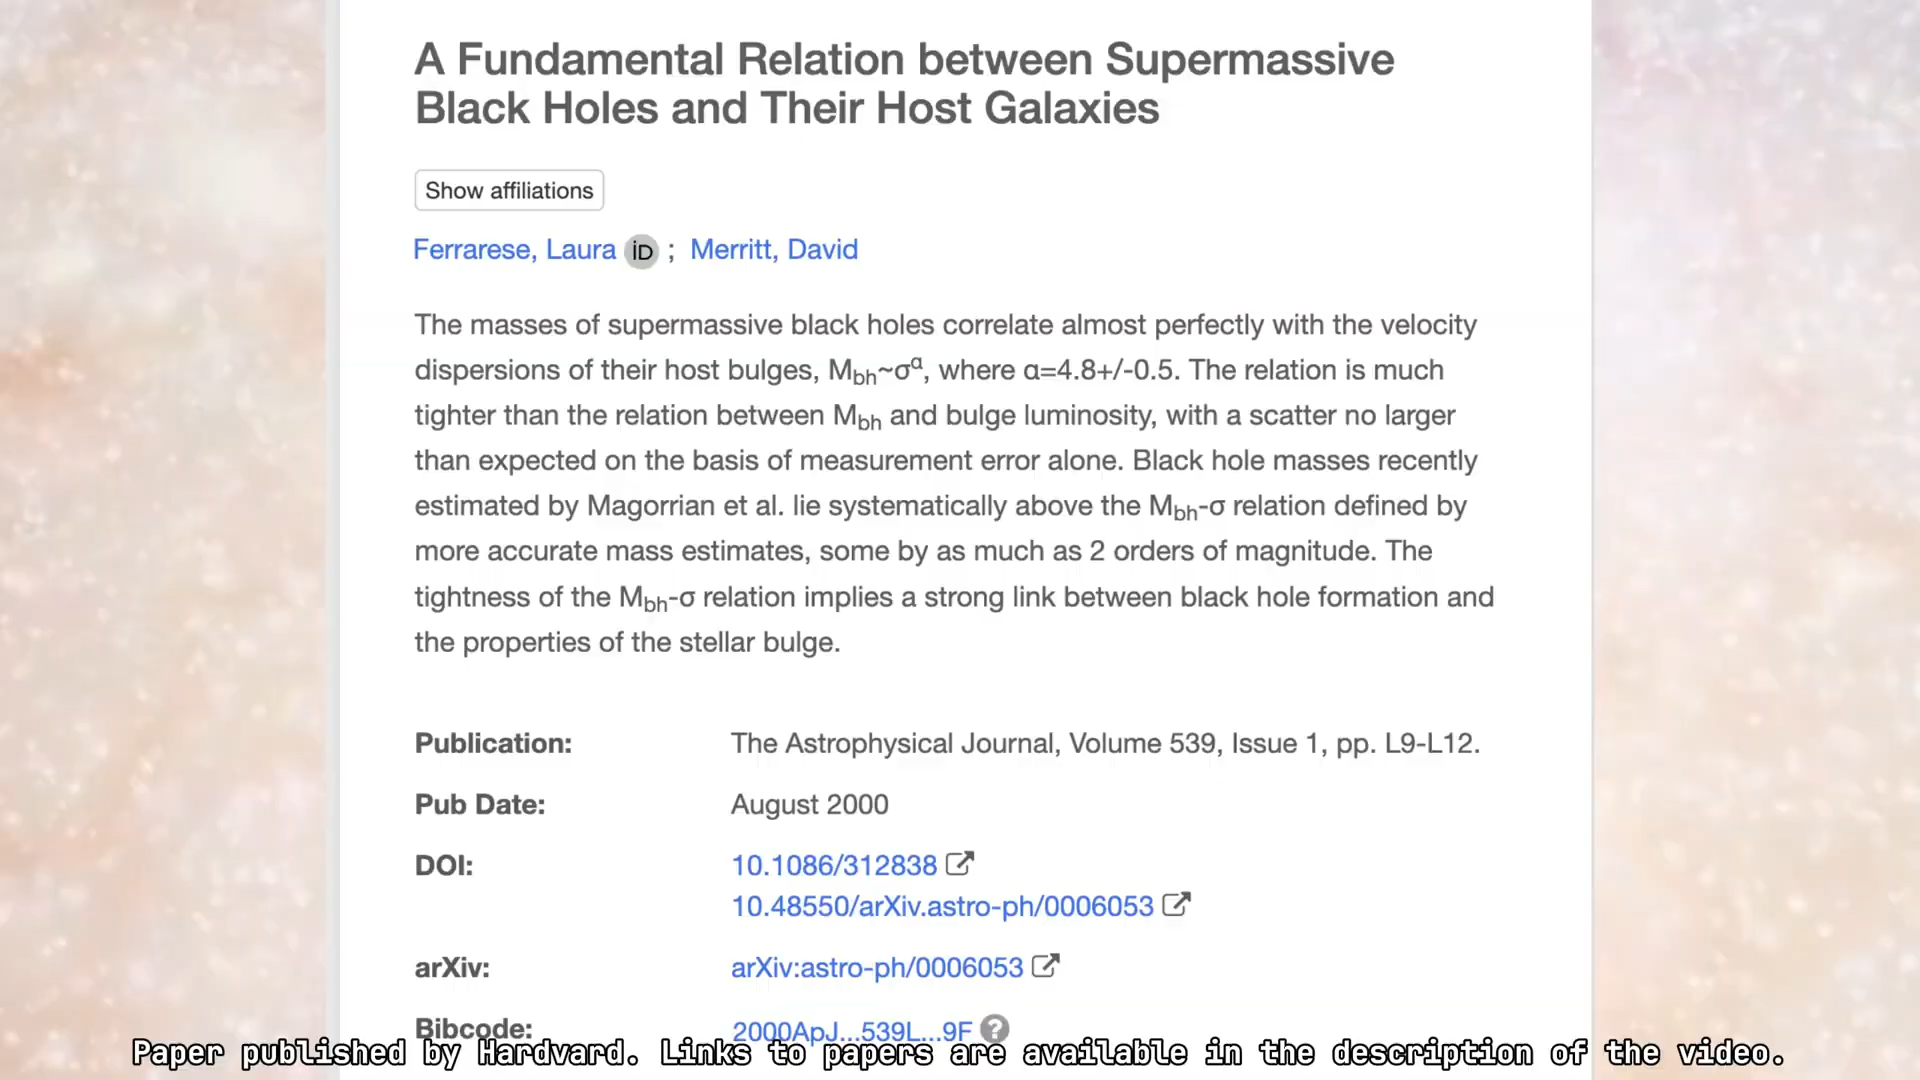 A Fundamental Relation between Supermassive
Black Holes and Their Host Galaxies
Show affiliations
Ferrarese, Laura iD ; Merritt, David
The masses of supermassive black holes correlate almost perfectly with the velocity
dispersions of their host bulges, Mbh~σα, where α=4.8+/-0.5. The relation is much
tighter than the relation between Mbh and bulge luminosity, with a scatter no larger
than expected on the basis of measurement error alone. Black hole masses recently
estimated by Magorrian et al. lie systematically above the Mbh-σ relation defined by
more accurate mass estimates, some by as much as 2 orders of magnitude. The
tightness of the Mbh-σ relation implies a strong link between black hole formation and
the properties of the stellar bulge.
Publication: The Astrophysical Journal, Volume 539, Issue 1, pp. L9-L12.
Pub Date: August 2000
DOI: 10.1086/312838
10.48550/arXiv.astro-ph/0006053
arXiv: arXiv:astro-ph/0006053
Bibcode: 2000ApJ...539L...9F ?
Paper published by Hardvard. Links to papers are available in the description of the video.